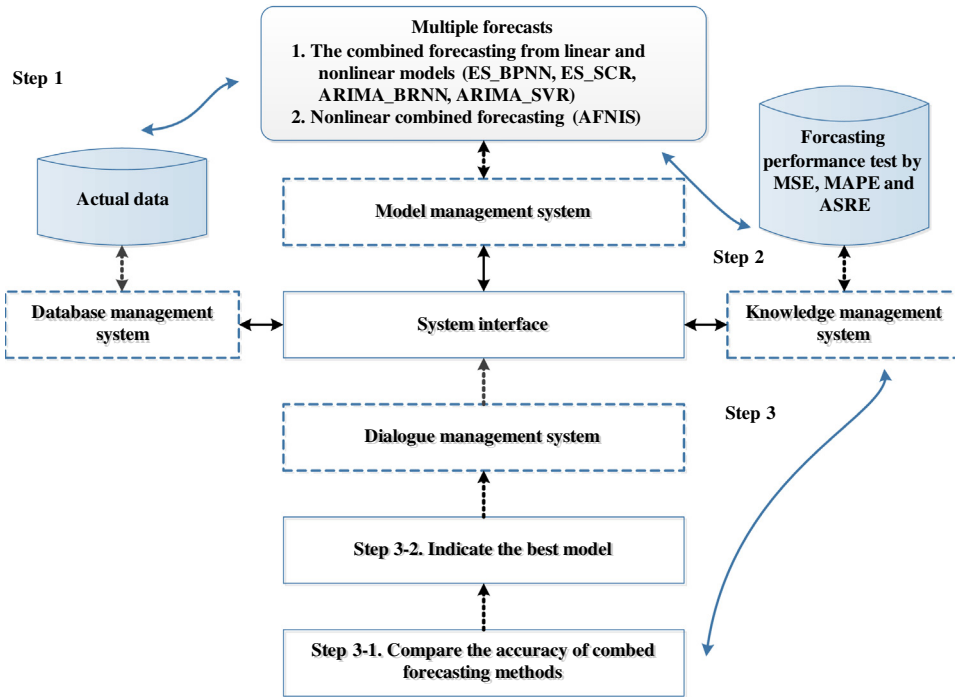 Multiple forecasts
1. The combined forecasting from linear and
nonlinear models (ES_BPNN, ES_SCR,
ARIMA_BRNN, ARIMA_SVR)
2. Nonlinear combined forecasting (AFNIS)
Step 1
Actual data
Forcasting
performance test by
MSE, MAPE and
ASRE
Model management system
Step 2
Database management
system
System interface
Knowledge management
system
Step 3
Dialogue management system
Step 3-2. Indicate the best model
Step 3-1. Compare the accuracy of combed
forecasting methods